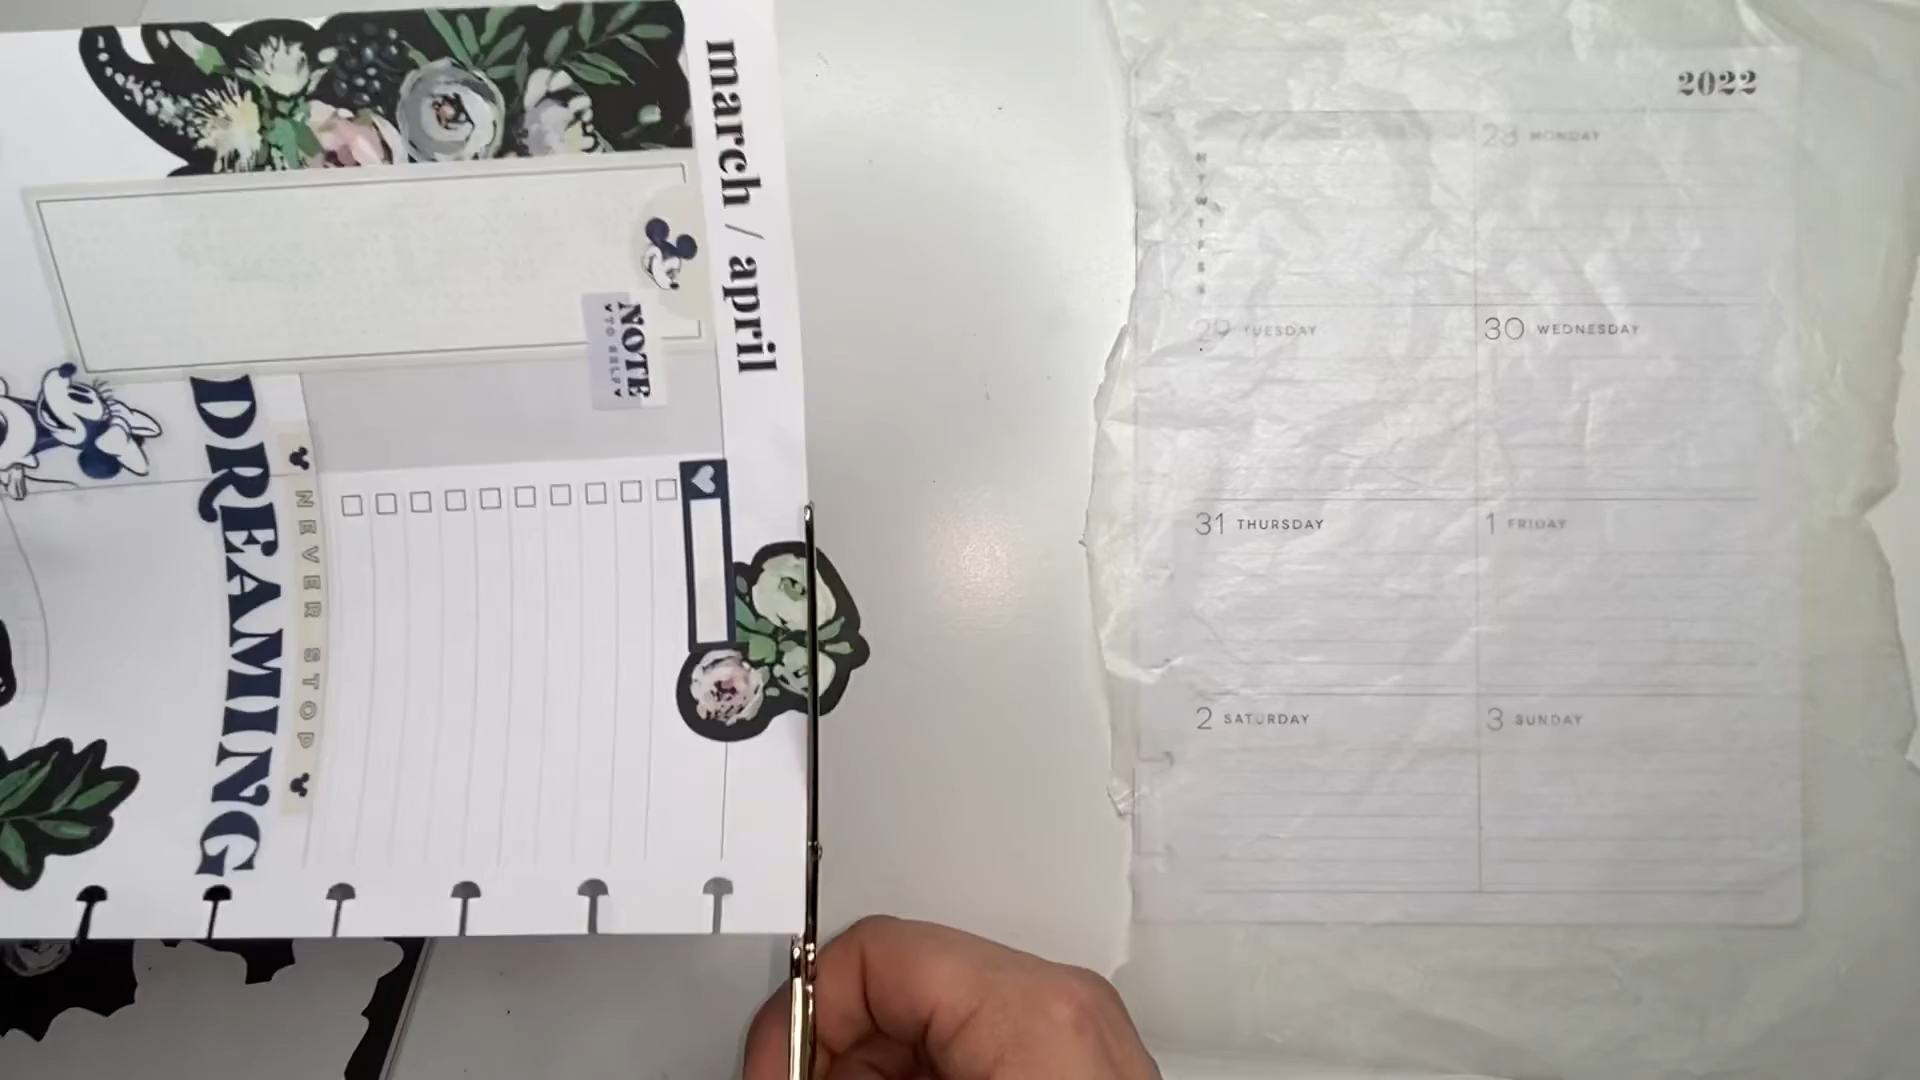 march / april
NOTE
▾ TO SELF ▾
NEVER STOP
DREAMING
2022
M
T
W
T
F
S
S
28 MONDAY
29 TUESDAY
30 WEDNESDAY
31 THURSDAY
1 FRIDAY
2 SATURDAY
3 SUNDAY